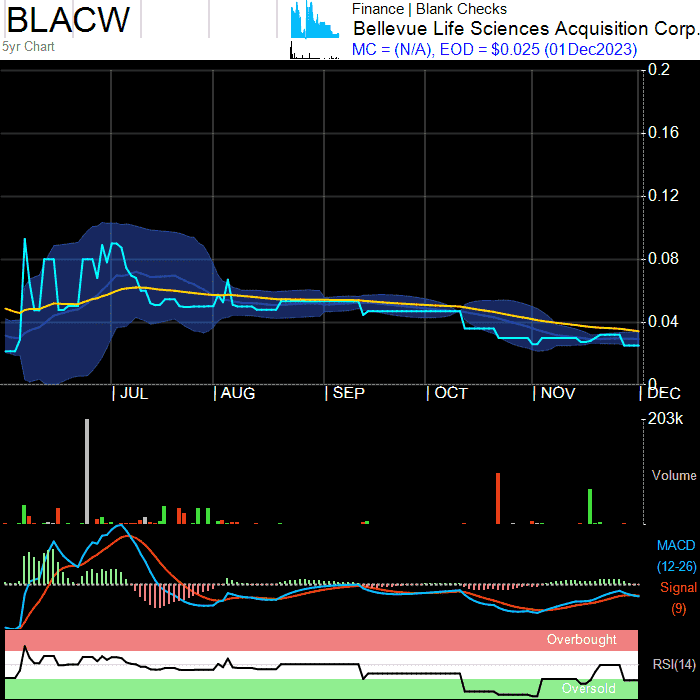 BLACW
5yr Chart
Finance | Blank Checks
Bellevue Life Sciences Acquisition Corp.
MC = (N/A), EOD = $0.025 (01Dec2023)
0.2
0.16
0.12
0.08
0.04
0
JUL AUG SEP OCT NOV DEC
203k
Volume
MACD
(12-26)
Signal
(9)
Overbought
RSI(14)
Oversold